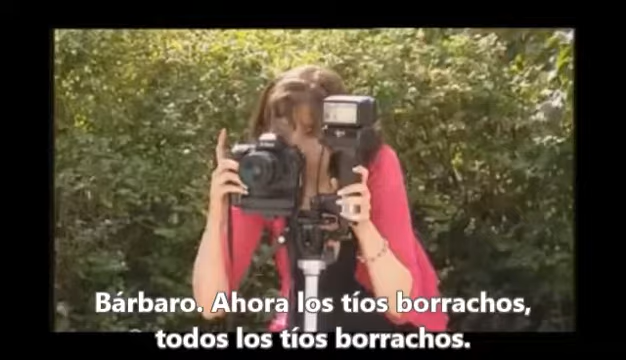 Bárbaro. Ahora los tíos borrachos,
todos los tíos borrachos.